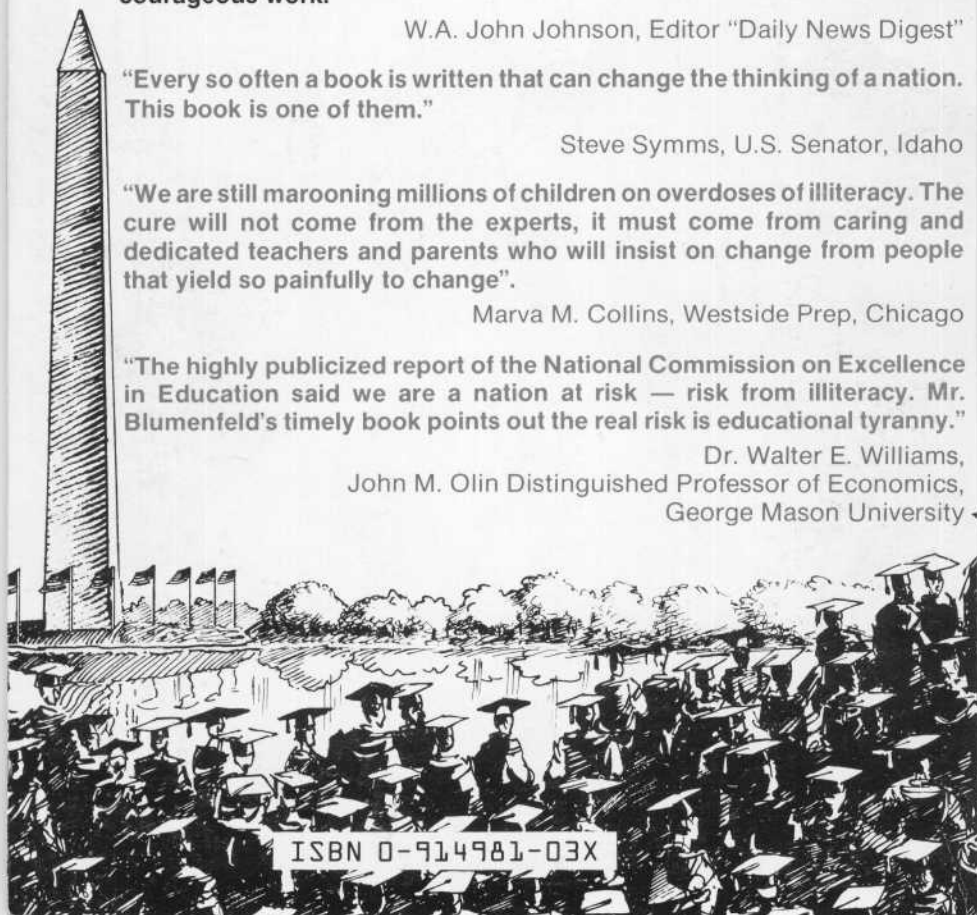 courageous work."
W.A. John Johnson, Editor "Daily News Digest"
"Every so often a book is written that can change the thinking of a nation.
This book is one of them."
Steve Symms, U.S. Senator, Idaho
"We are still marooning millions of children on overdoses of illiteracy. The
cure will not come from the experts, it must come from caring and
dedicated teachers and parents who will insist on change from people
that yield so painfully to change".
Marva M. Collins, Westside Prep, Chicago
"The highly publicized report of the National Commission on Excellence
in Education said we are a nation at risk — risk from illiteracy. Mr.
Blumenfeld's timely book points out the real risk is educational tyranny."
Dr. Walter E. Williams,
John M. Olin Distinguished Professor of Economics,
George Mason University
ISBN 0-914981-03X